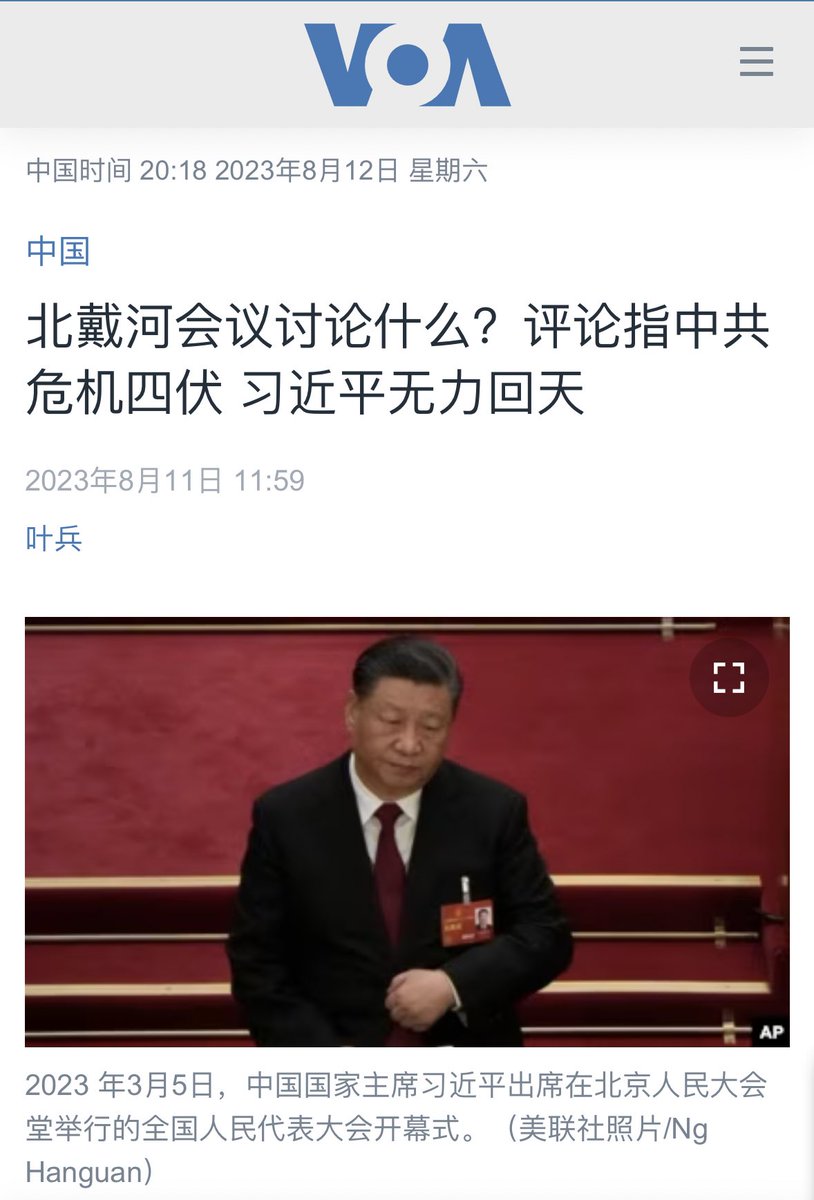 VOA
中国时间 20:18 2023年8月12日 星期六
中国
北戴河会议讨论什么？评论指中共
危机四伏 习近平无力回天
2023年8月11日 11:59
叶兵
AP
2023 年3月5日，中国国家主席习近平出席在北京人民大会
堂举行的全国人民代表大会开幕式。（美联社照片/Ng
Hanguan）